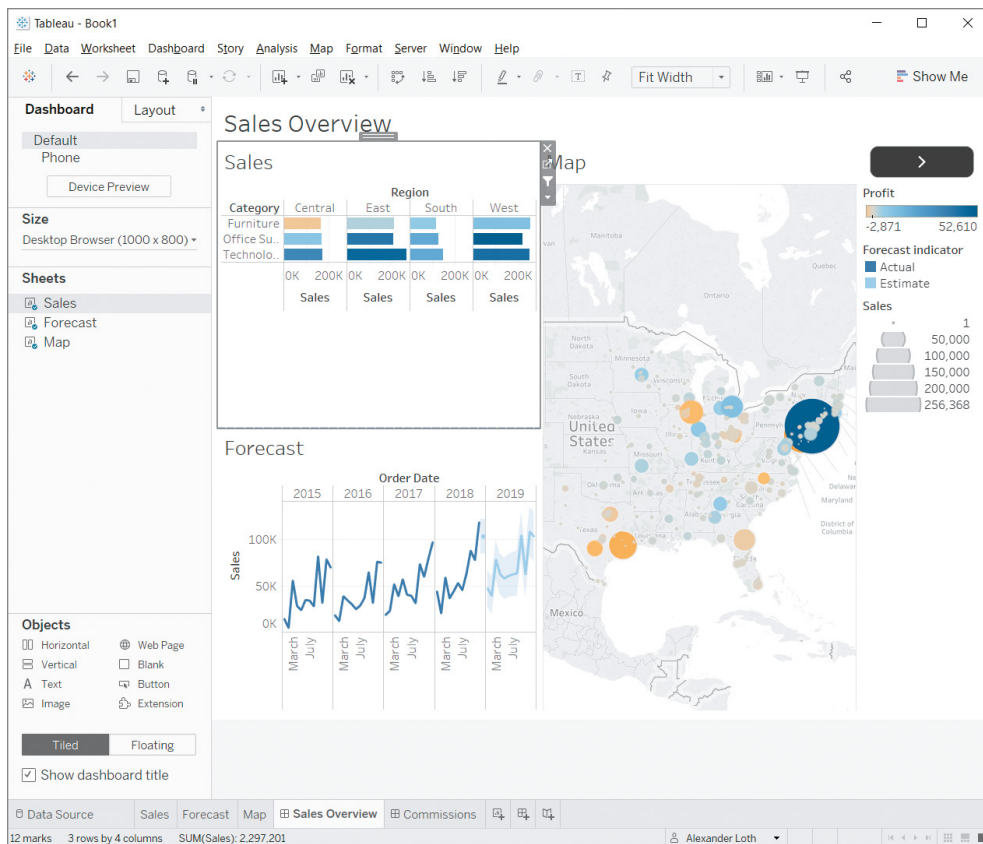 Tableau - Book1
File Data Worksheet Dashboard Story Analysis Map Format Server Window Help
Fit Width
Show Me
Dashboard Layout
Default
Phone
Device Preview
Size
Desktop Browser (1000 x 800)
Sheets
Sales
Forecast
Map
Objects
Horizontal Web Page
Vertical Blank
Text Button
Image Extension
Tiled Floating
Show dashboard title
Sales Overview
Sales
Region
Category Central East South West
Furniture
Office Su..
Technolo..
0K 200K 0K 200K 0K 200K 0K 200K
Sales Sales Sales Sales
Forecast
Order Date
2015 2016 2017 2018 2019
Sales
100K
50K
0K
March July March July March July March July March July
Map
Manitoba
Quebec
Ontario
North Dakota
Minnesota
South Dakota
Iowa
Nebraska
United States
Kansas
Missouri
Texas
Carolina
Mexico
Delawar
Maryland
District of Columbia
Profit
-2,871 52,610
Forecast indicator
Actual
Estimate
Sales
1
50,000
100,000
150,000
200,000
256,368
Data Source Sales Forecast Map Sales Overview Commissions
12 marks 3 rows by 4 columns SUM(Sales): 2,297,201 Alexander Loth